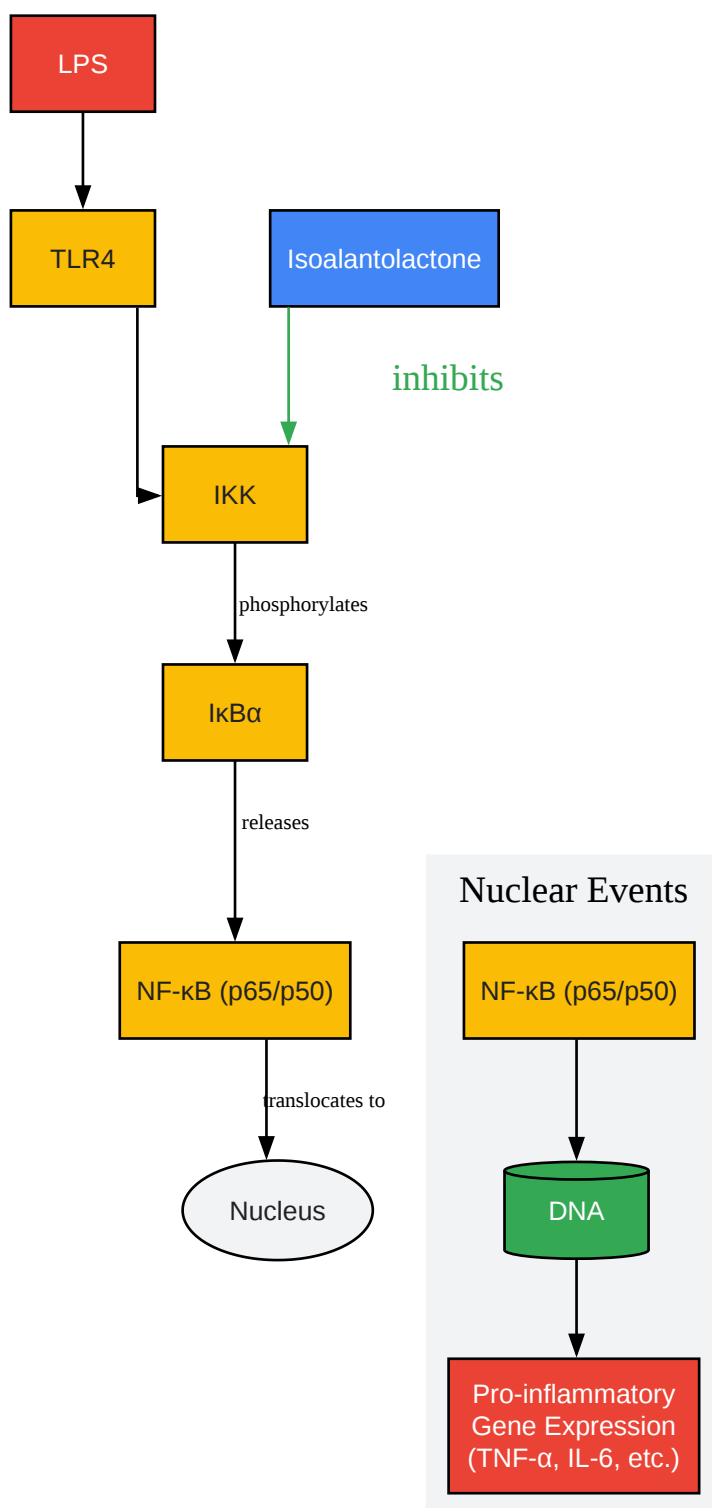 LPS
TLR4
Isoalantolactone
inhibits
IKK
phosphorylates
IκBα
releases
NF-κB (p65/p50)
translocates to
Nucleus
Nuclear Events
NF-κB (p65/p50)
DNA
Pro-inflammatory
Gene Expression
(TNF-α, IL-6, etc.)